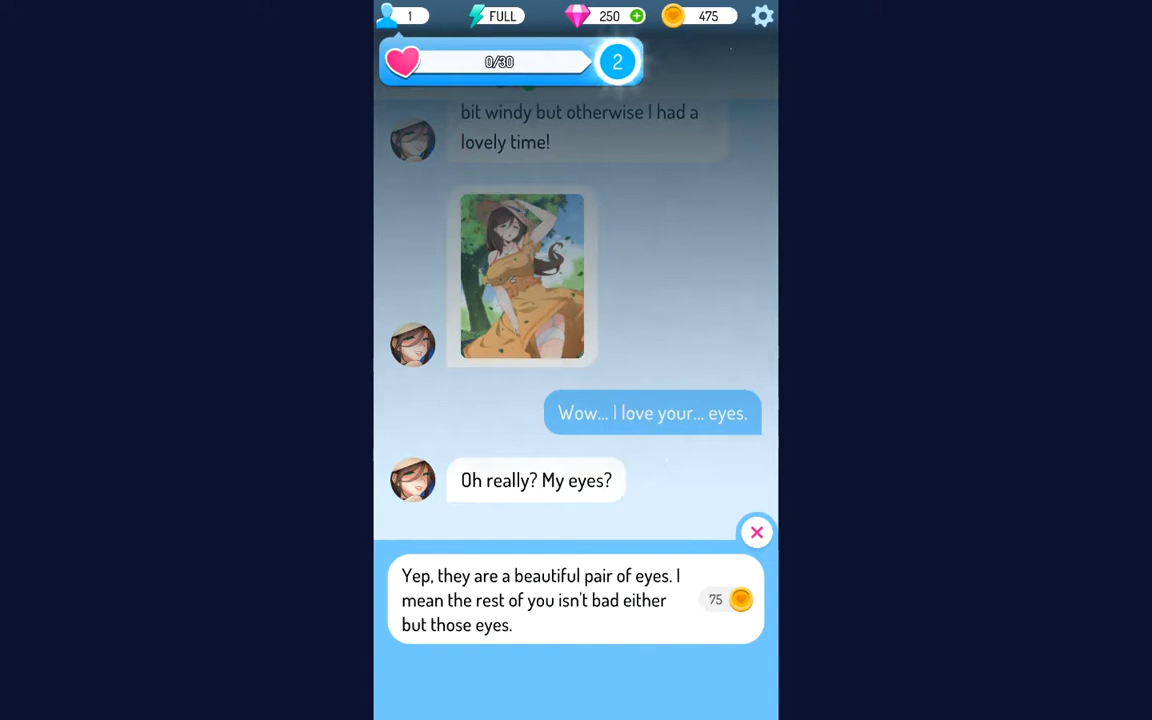 1 FULL 250 475
0/30 2
bit windy but otherwise I had a
lovely time!
Wow... I love your... eyes.
Oh really? My eyes?
Yep, they are a beautiful pair of eyes. I
mean the rest of you isn't bad either
but those eyes.
75